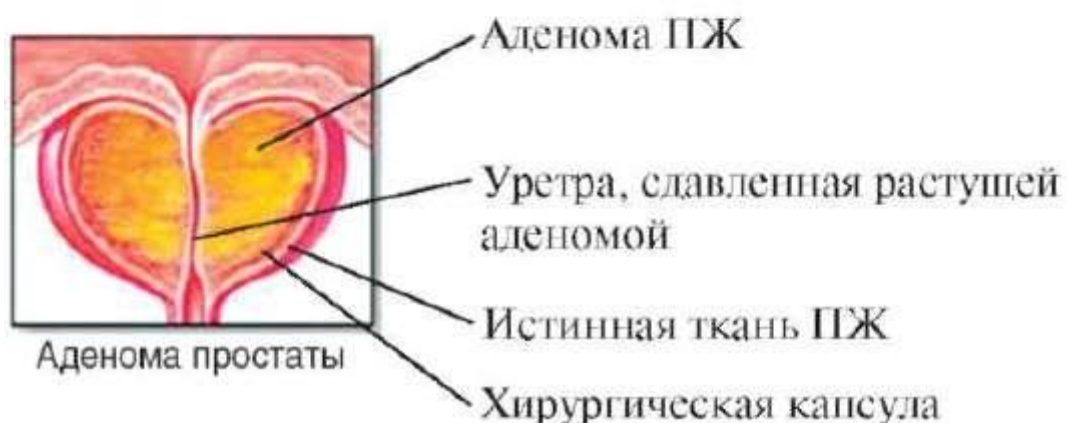 Аденома ПЖ
Уретра, сдавленная растущей
аденомой
Истинная ткань ПЖ
Хирургическая капсула
Аденома простаты